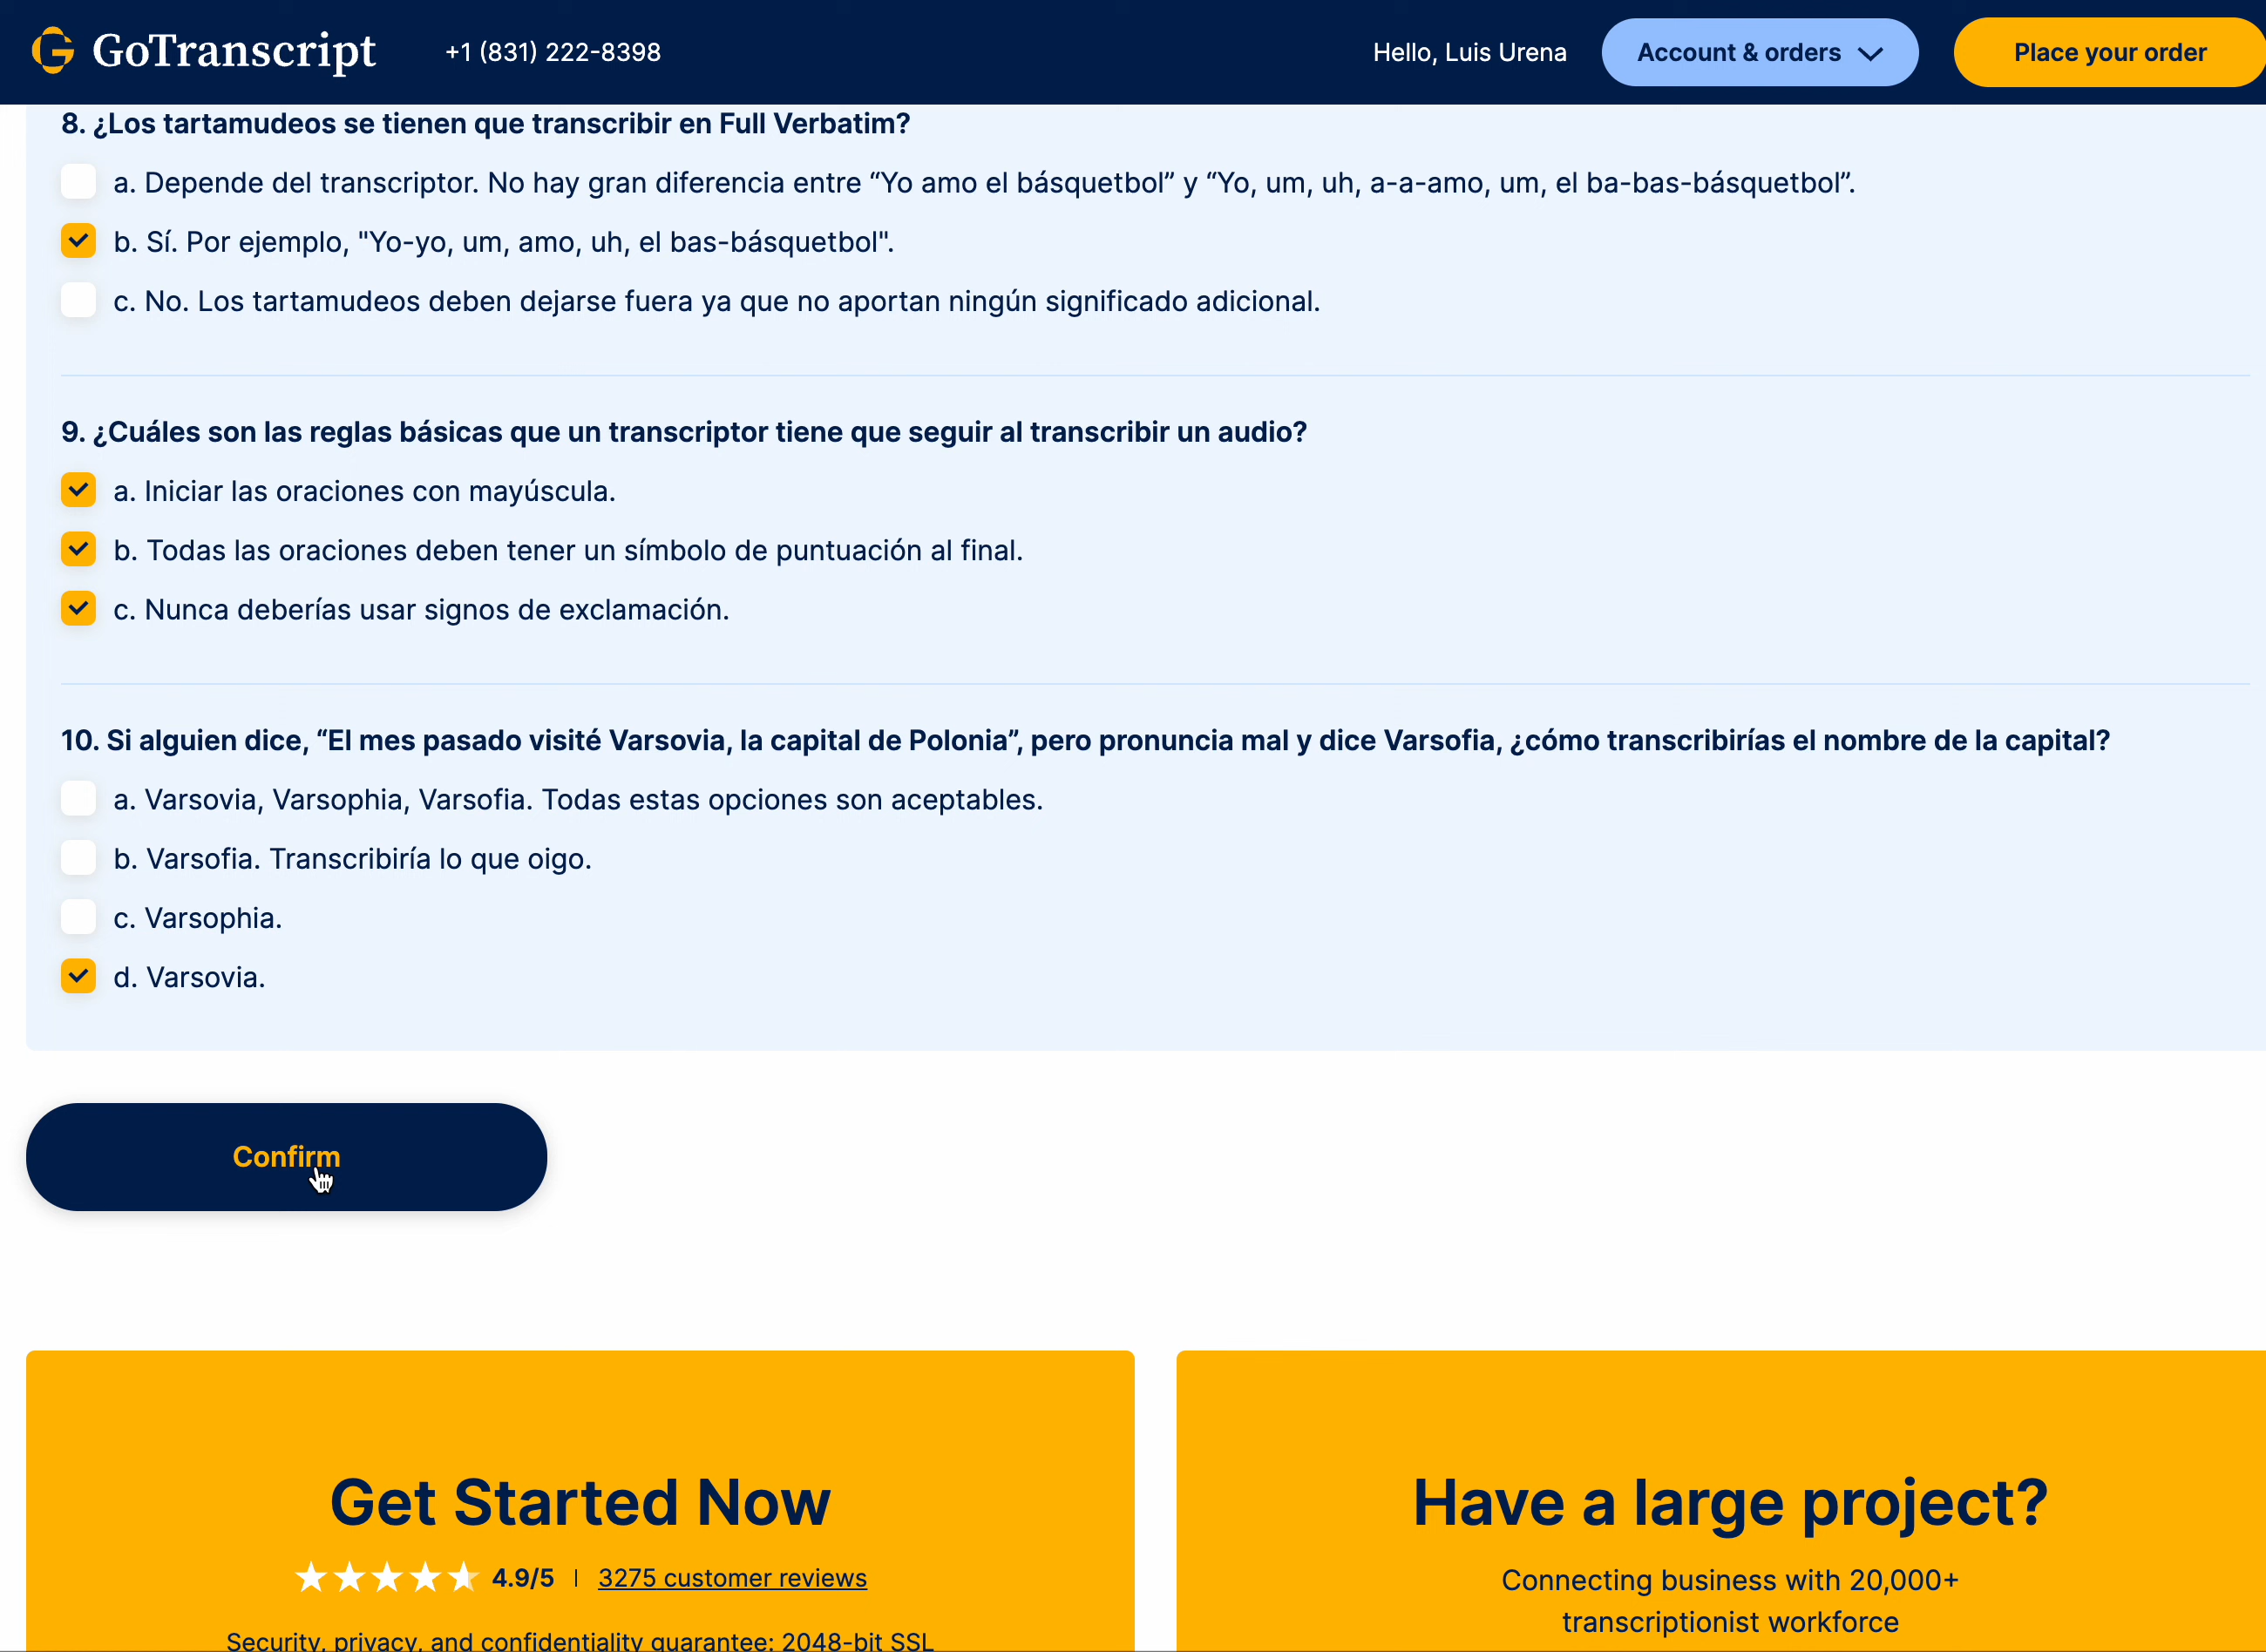 GoTranscript
+1 (831) 222-8398
Hello, Luis Urena
Account & orders
Place your order
8. ¿Los tartamudeos se tienen que transcribir en Full Verbatim?
a. Depende del transcriptor. No hay gran diferencia entre “Yo amo el básquetbol” y “Yo, um, uh, a-a-amo, um, el ba-bas-básquetbol”.
b. Sí. Por ejemplo, "Yo-yo, um, amo, uh, el bas-básquetbol".
c. No. Los tartamudeos deben dejarse fuera ya que no aportan ningún significado adicional.
9. ¿Cuáles son las reglas básicas que un transcriptor tiene que seguir al transcribir un audio?
a. Iniciar las oraciones con mayúscula.
b. Todas las oraciones deben tener un símbolo de puntuación al final.
c. Nunca deberías usar signos de exclamación.
10. Si alguien dice, “El mes pasado visité Varsovia, la capital de Polonia”, pero pronuncia mal y dice Varsofia, ¿cómo transcribirías el nombre de la capital?
a. Varsovia, Varsophia, Varsofia. Todas estas opciones son aceptables.
b. Varsofia. Transcribiría lo que oigo.
c. Varsophia.
d. Varsovia.
Confirm
Get Started Now
4.9/5 | 3275 customer reviews
Security, privacy, and confidentiality guarantee: 2048-bit SSL
Have a large project?
Connecting business with 20,000+
transcriptionist workforce